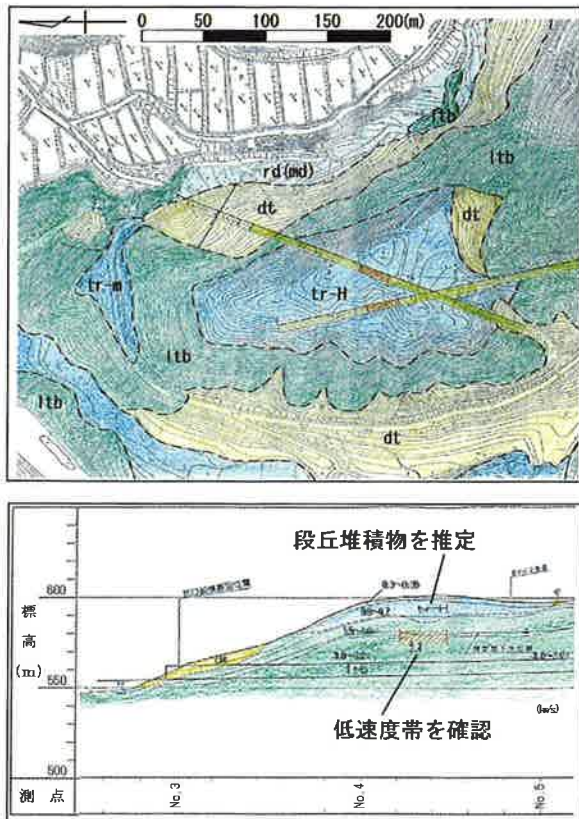 0 50 100 150 200(m)
ltb
rd(md)
ltb
dt
dt
tr-m
tr-H
ltb
ltb
dt
段丘堆積物を推定
600
標高(m)
550
低速度帯を確認
(km/s)
500
測点
No.3
No.4
No.5